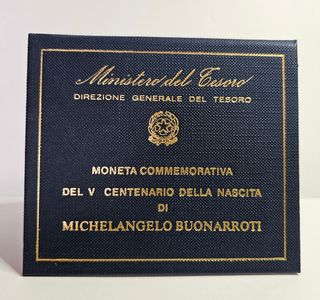 Ministero del Tesoro
DIREZIONE GENERALE DEL TESORO
MONETA COMMEMORATIVA
DEL V CENTENARIO DELLA NASCITA
DI
MICHELANGELO BUONARROTI